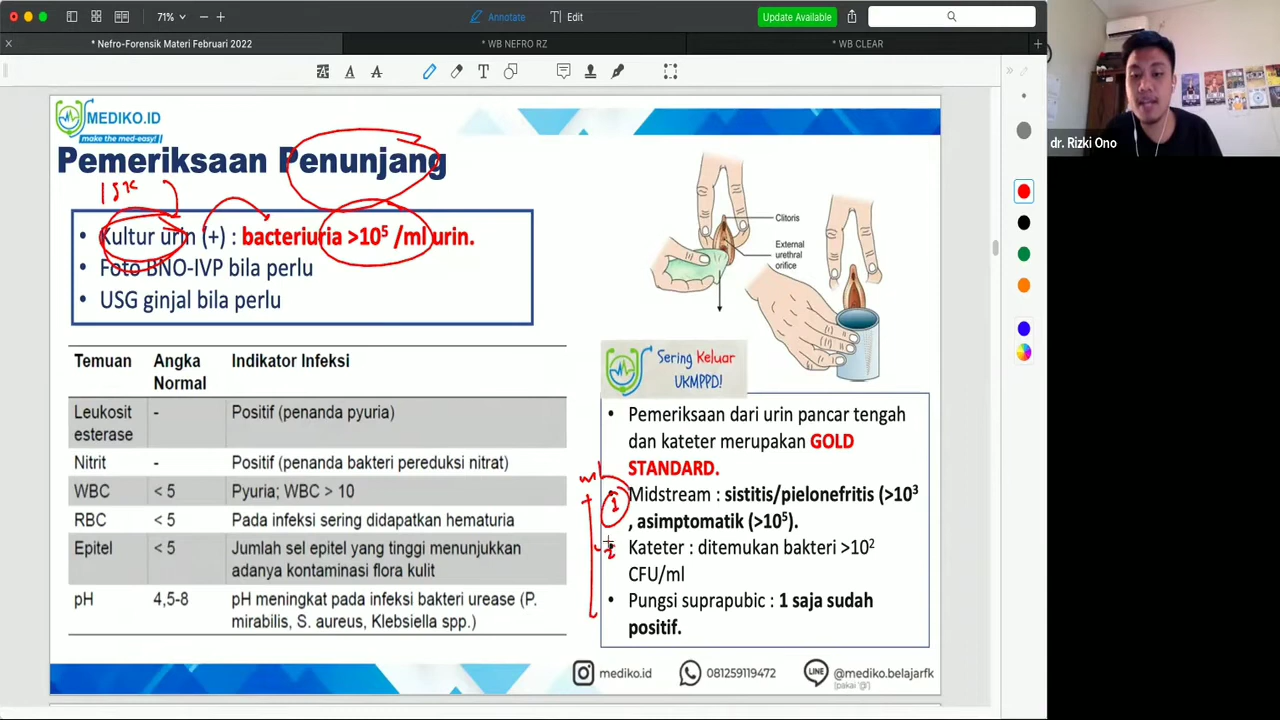 71%
Annotate
Edit
Update Available
* Nefro-Forensik Materi Februari 2022
* WB NEFRO RZ
* WB CLEAR
MEDIKO.ID
make the med-easy!
Pemeriksaan Penunjang
ISK
• Kultur urin (+) : bacteriuria >10⁵ /ml urin.
• Foto BNO-IVP bila perlu
• USG ginjal bila perlu
Temuan Angka Normal Indikator Infeksi
Leukosit esterase - Positif (penanda pyuria)
Nitrit - Positif (penanda bakteri pereduksi nitrat)
WBC < 5 Pyuria; WBC > 10
RBC < 5 Pada infeksi sering didapatkan hematuria
Epitel < 5 Jumlah sel epitel yang tinggi menunjukkan
adanya kontaminasi flora kulit
pH 4,5-8 pH meningkat pada infeksi bakteri urease (P.
mirabilis, S. aureus, Klebsiella spp.)
Clitoris
External
urethral
orifice
Sering Keluar
UKMPPD!
• Pemeriksaan dari urin pancar tengah
dan kateter merupakan GOLD
STANDARD.
1
• Midstream : sistitis/pielonefritis (>10³
, asimptomatik (>10⁵).
2
• Kateter : ditemukan bakteri >10²
CFU/ml
• Pungsi suprapubic : 1 saja sudah
positif.
mediko.id
081259119472
LINE
@mediko.belajarfk
(pakai '@')
dr. Rizki Ono